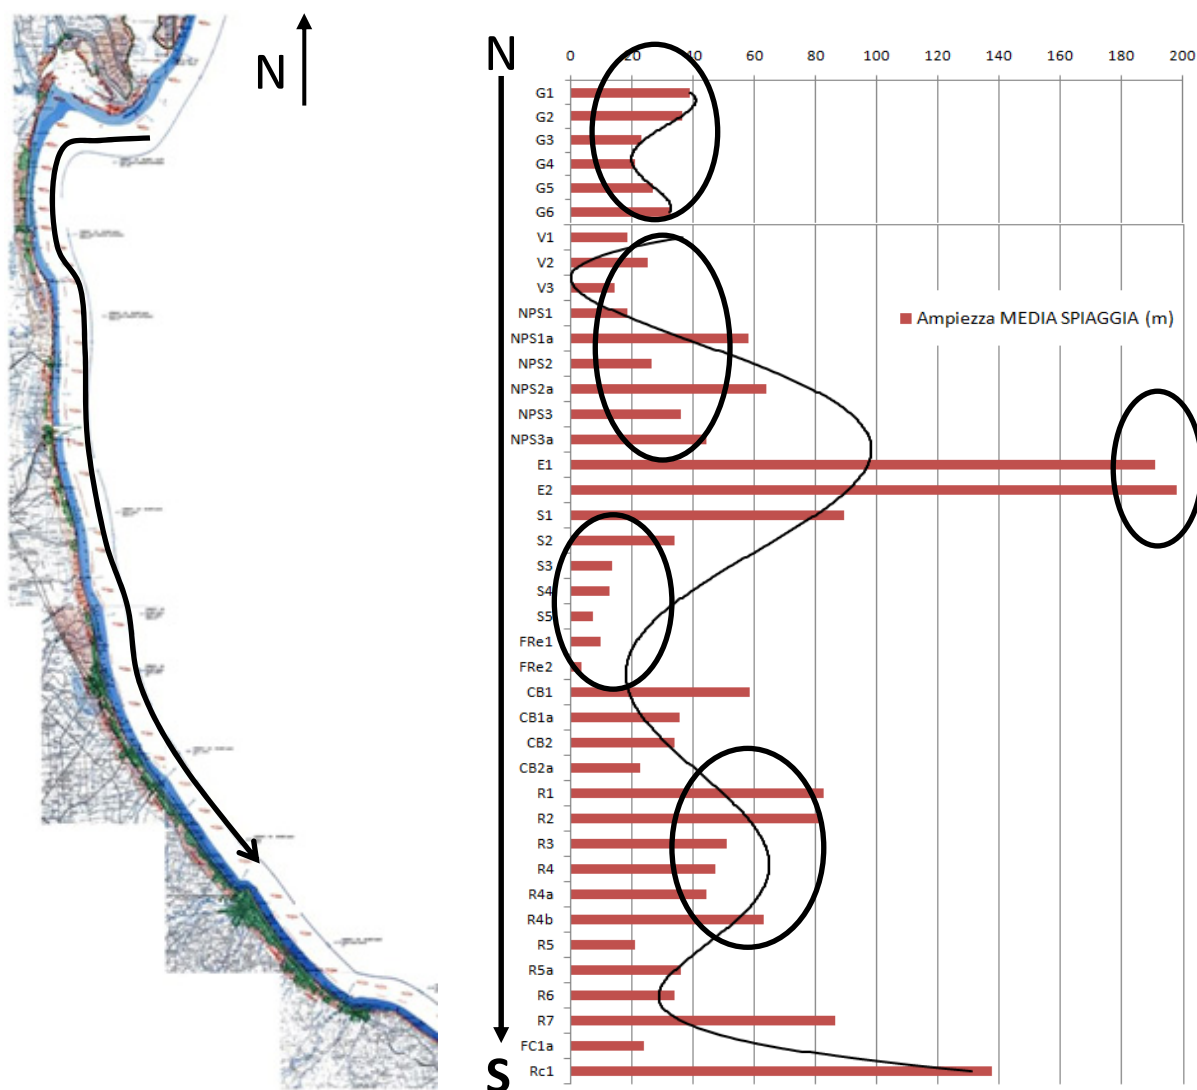 N
N
0 20 40 60 80 100 120 140 160 180 200
G1
G2
G3
G4
G5
G6
V1
V2
V3
NPS1
NPS1a
NPS2
NPS2a
NPS3
NPS3a
E1
E2
S1
S2
S3
S4
S5
FRe1
FRe2
CB1
CB1a
CB2
CB2a
R1
R2
R3
R4
R4a
R4b
R5
R5a
R6
R7
FC1a
Rc1
Ampiezza MEDIA SPIAGGIA (m)
S